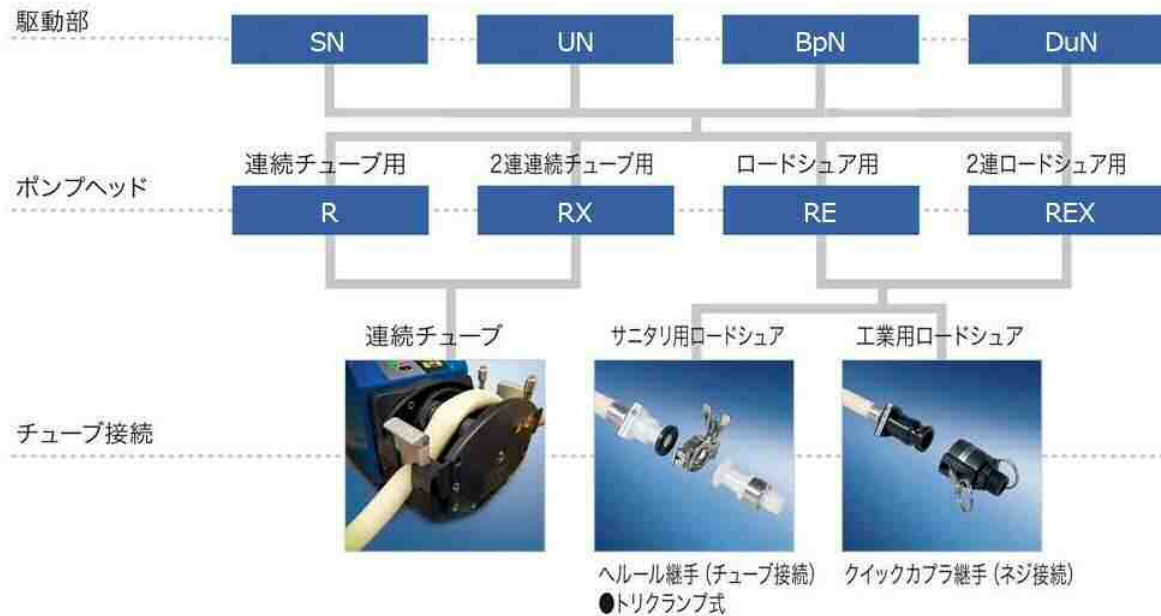 駆動部
SN
UN
BpN
DuN
連続チューブ用
2連連続チューブ用
ロードシュア用
2連ロードシュア用
ポンプヘッド
R
RX
RE
REX
連続チューブ
サニタリ用ロードシュア
工業用ロードシュア
チューブ接続
ヘルール継手 (チューブ接続)
●トリクランプ式
クイックカプラ継手 (ネジ接続)